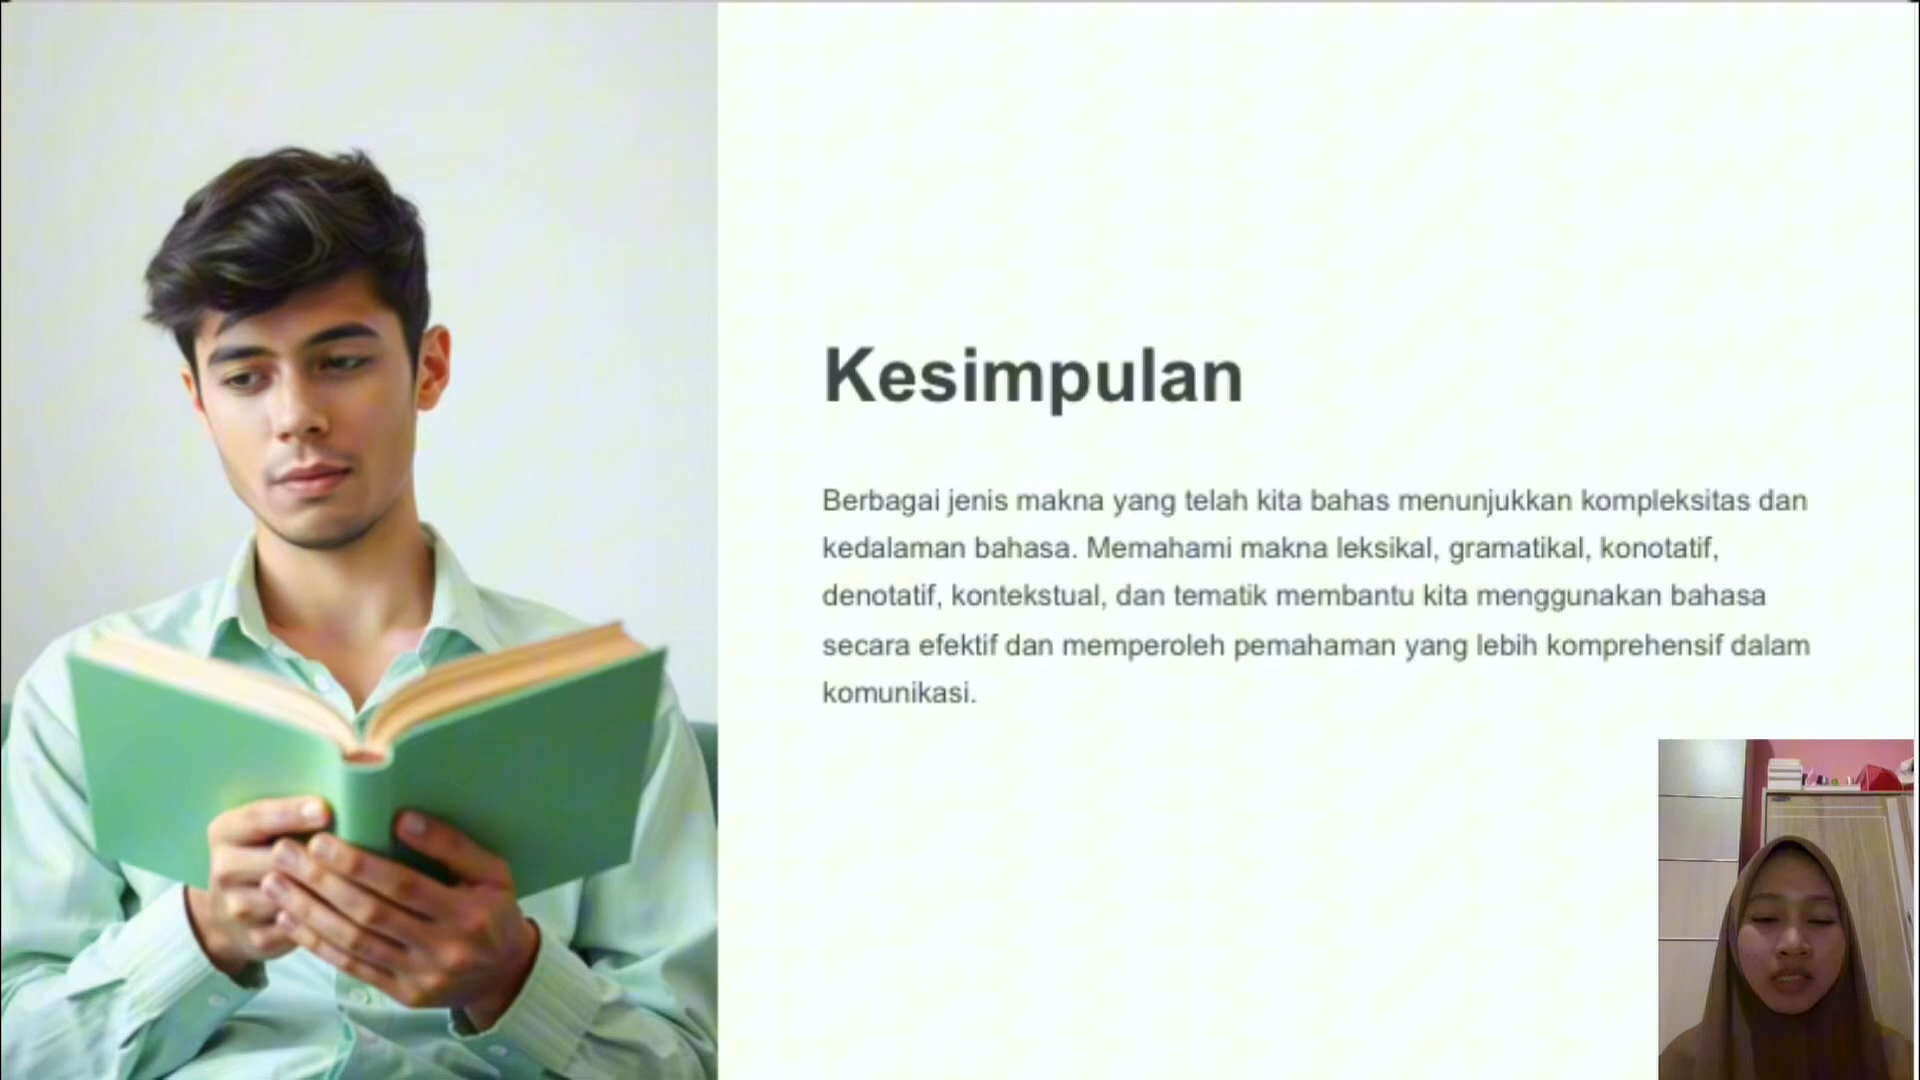 Kesimpulan
Berbagai jenis makna yang telah kita bahas menunjukkan kompleksitas dan
kedalaman bahasa. Memahami makna leksikal, gramatikal, konotatif,
denotatif, kontekstual, dan tematik membantu kita menggunakan bahasa
secara efektif dan memperoleh pemahaman yang lebih komprehensif dalam
komunikasi.